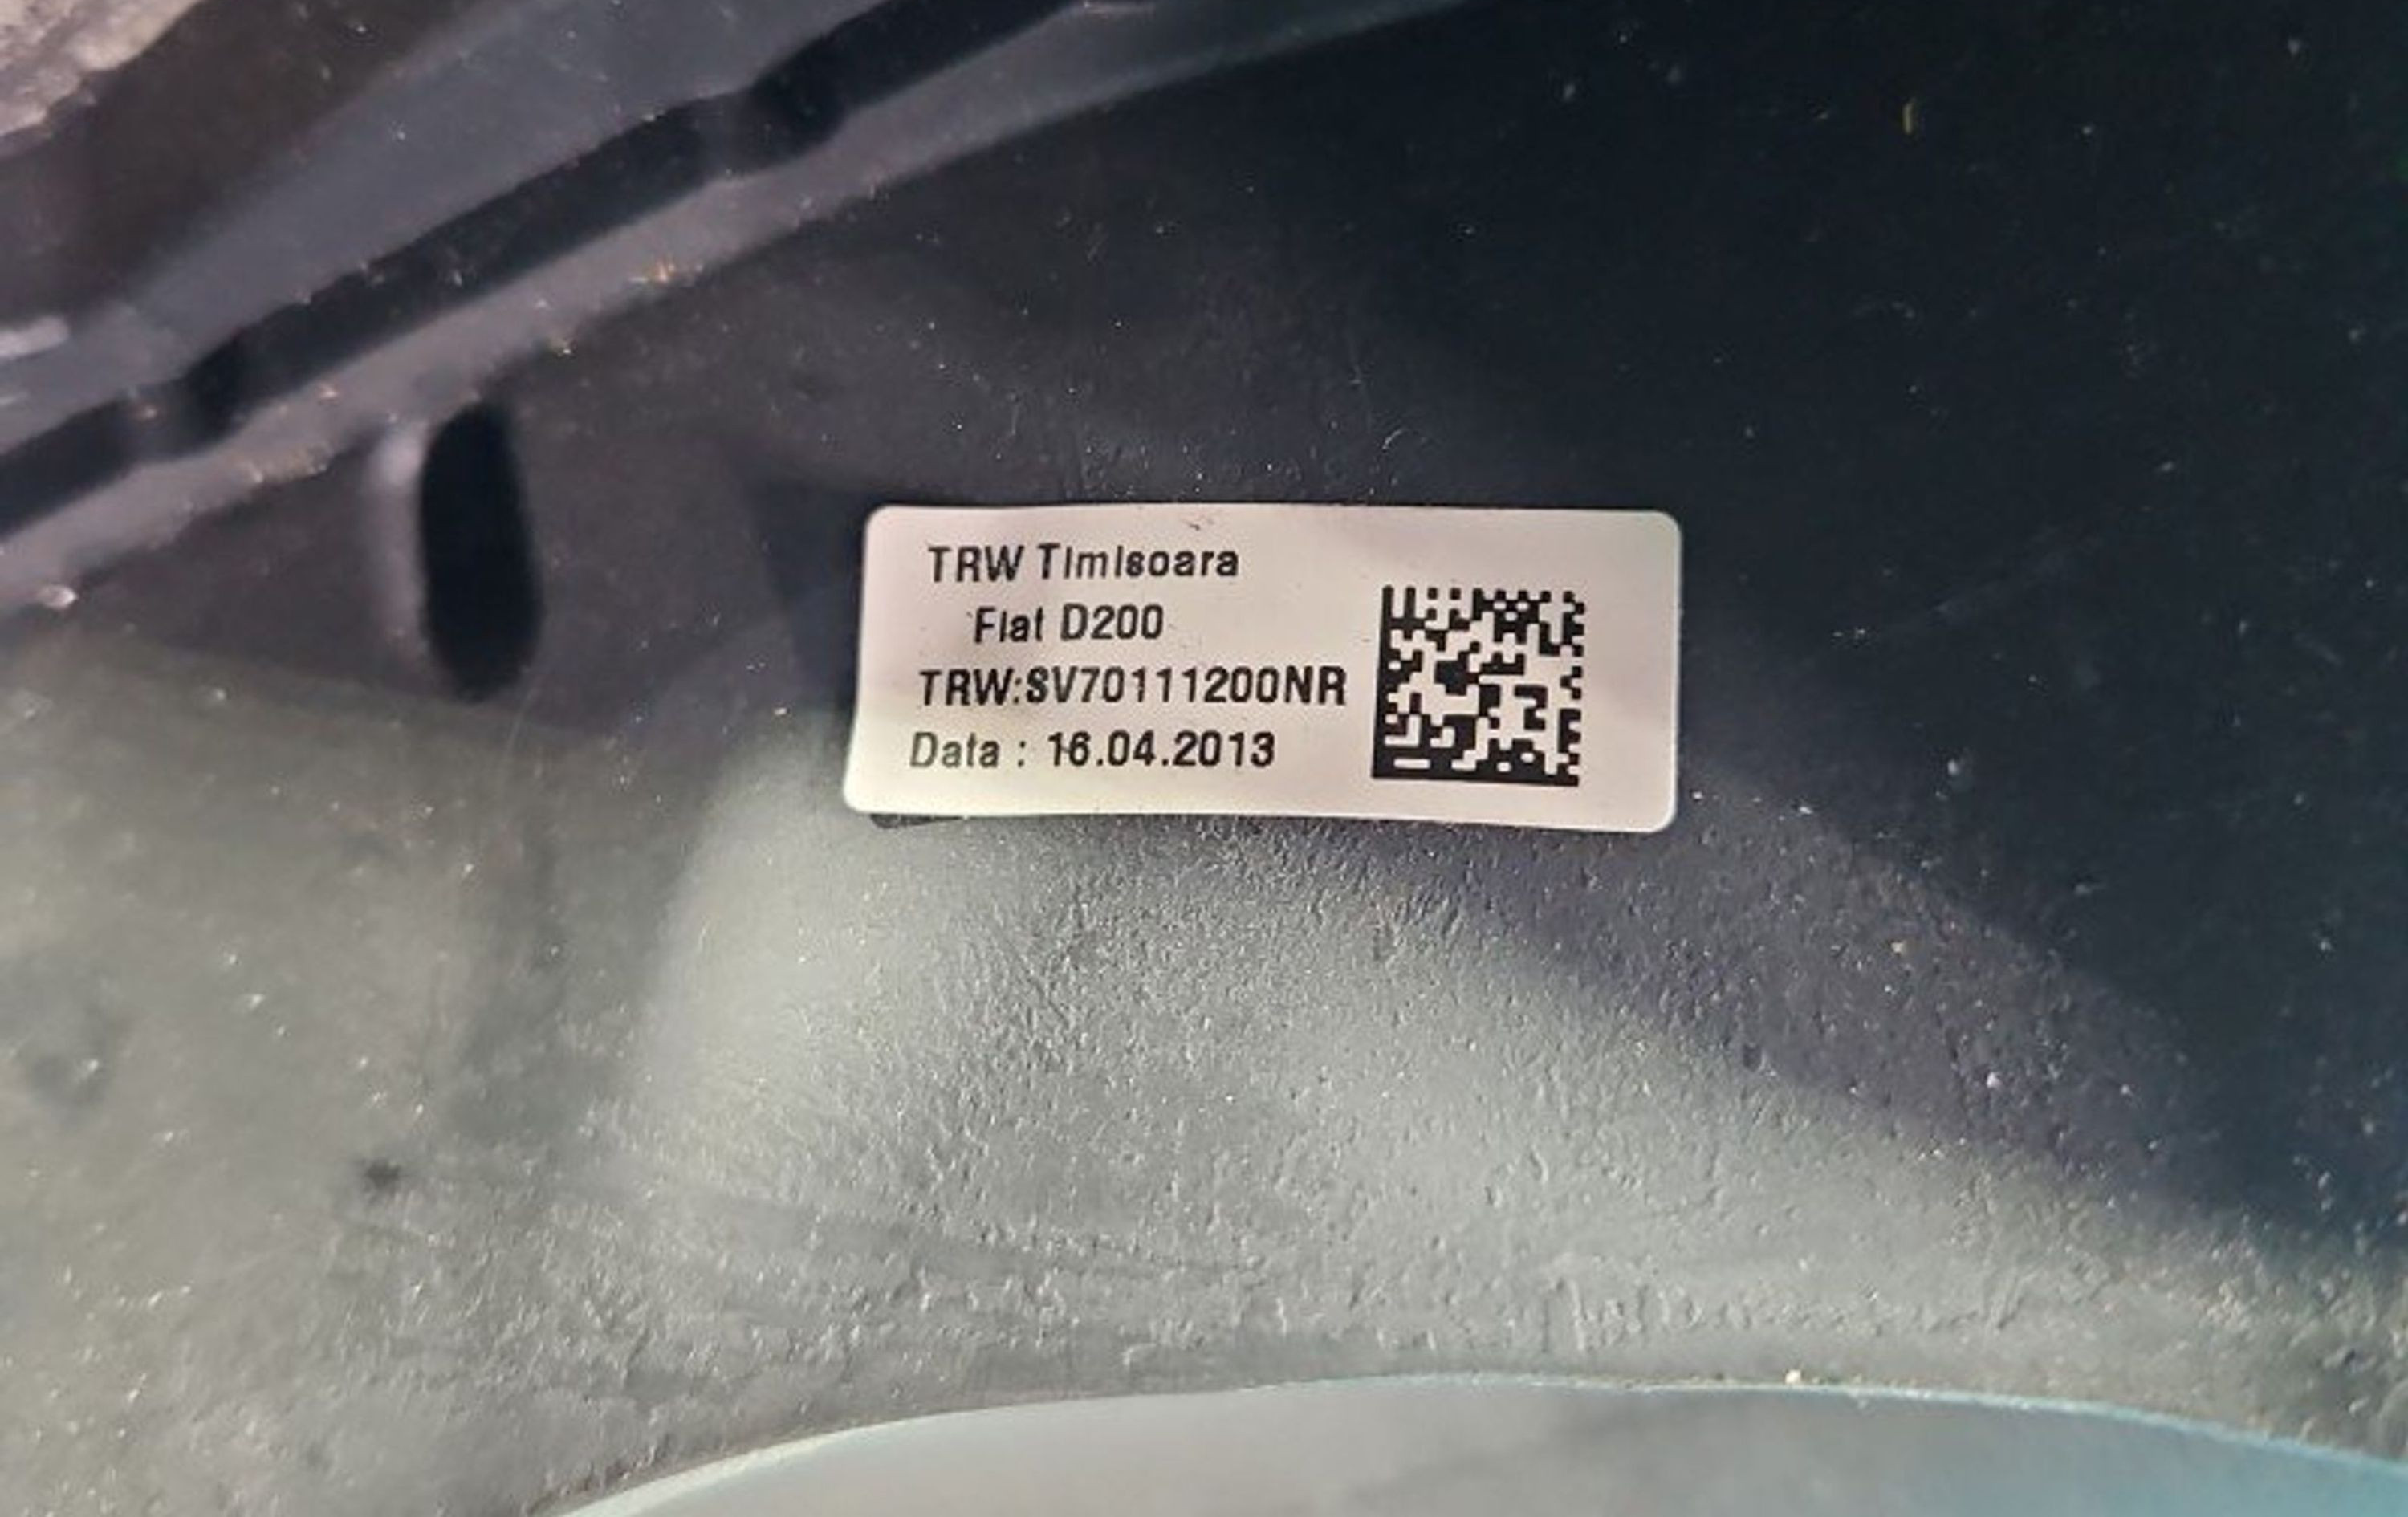 TRW Timisoara
Fiat D200
TRW:SV70111200NR
Data : 16.04.2013